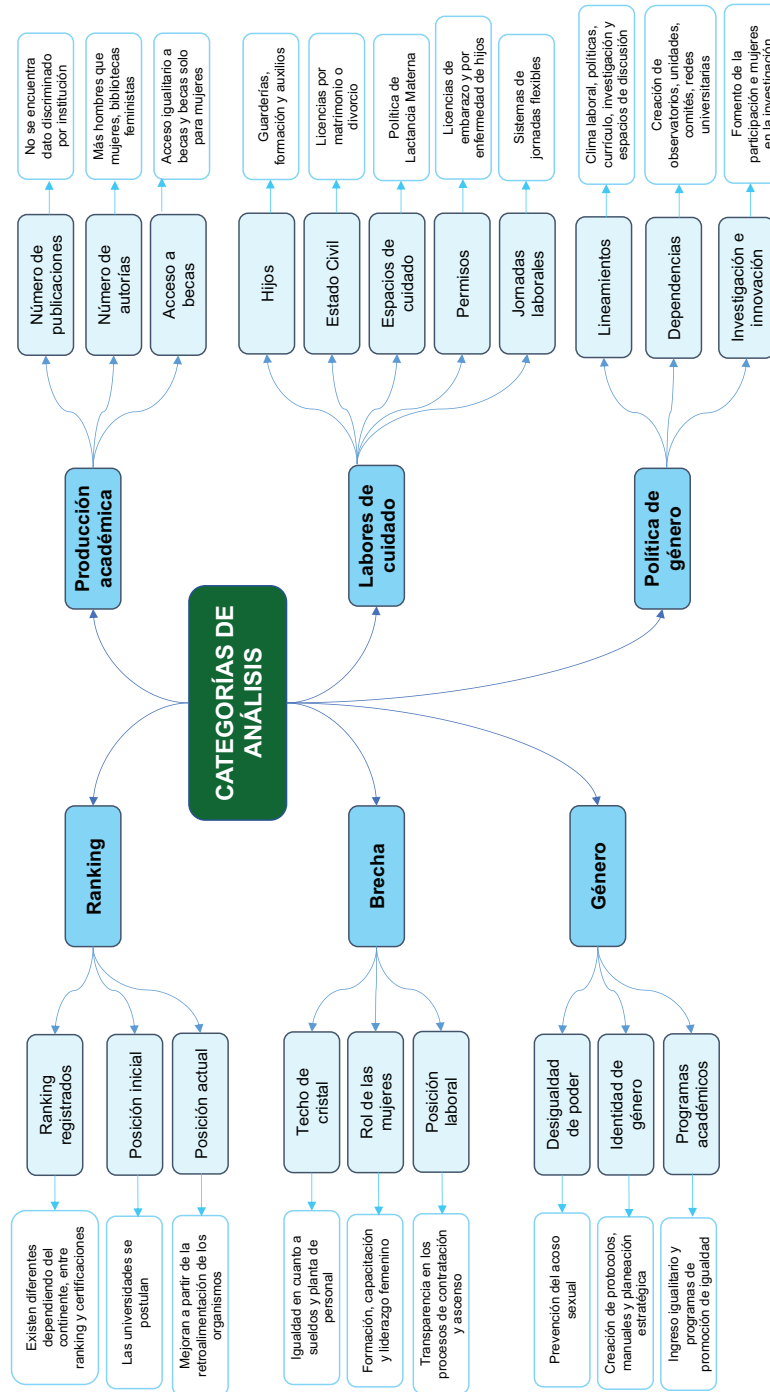 CATEGORÍAS DE
ANÁLISIS
Ranking
Ranking
registrados
Existen diferentes
dependiendo del
continente, entre
ranking y certificaciones
Posición inicial
Las universidades se
postulan
Posición actual
Mejoran a partir de la
retroalimentación de los
organismos
Brecha
Techo de
cristal
Igualdad en cuanto a
sueldos y planta de
personal
Rol de las
mujeres
Formación, capacitación
y liderazgo femenino
Posición
laboral
Transparencia en los
procesos de contratación
y ascenso
Género
Desigualdad
de poder
Prevención del acoso
sexual
Identidad de
género
Creación de protocolos,
manuales y planeación
estratégica
Programas
académicos
Ingreso igualitario y
programas de
promoción de igualdad
Producción
académica
Número de
publicaciones
No se encuentra
dato discriminado
por institución
Número de
autorías
Más hombres que
mujeres, bibliotecas
feministas
Acceso a
becas
Acceso igualitario a
becas y becas solo
para mujeres
Labores de
cuidado
Hijos
Guarderías,
formación y auxilios
Estado Civil
Licencias por
matrimonio o
divorcio
Espacios de
cuidado
Política de
Lactancia Materna
Permisos
Licencias de
embarazo y por
enfermedad de hijos
Jornadas
laborales
Sistemas de
jornadas flexibles
Política de
género
Lineamientos
Clima laboral, políticas,
currículo, investigación y
espacios de discusión
Dependencias
Creación de
observatorios, unidades,
comités, redes
universitarias
Investigación e
innovación
Fomento de la
participación e mujeres
en la investigación